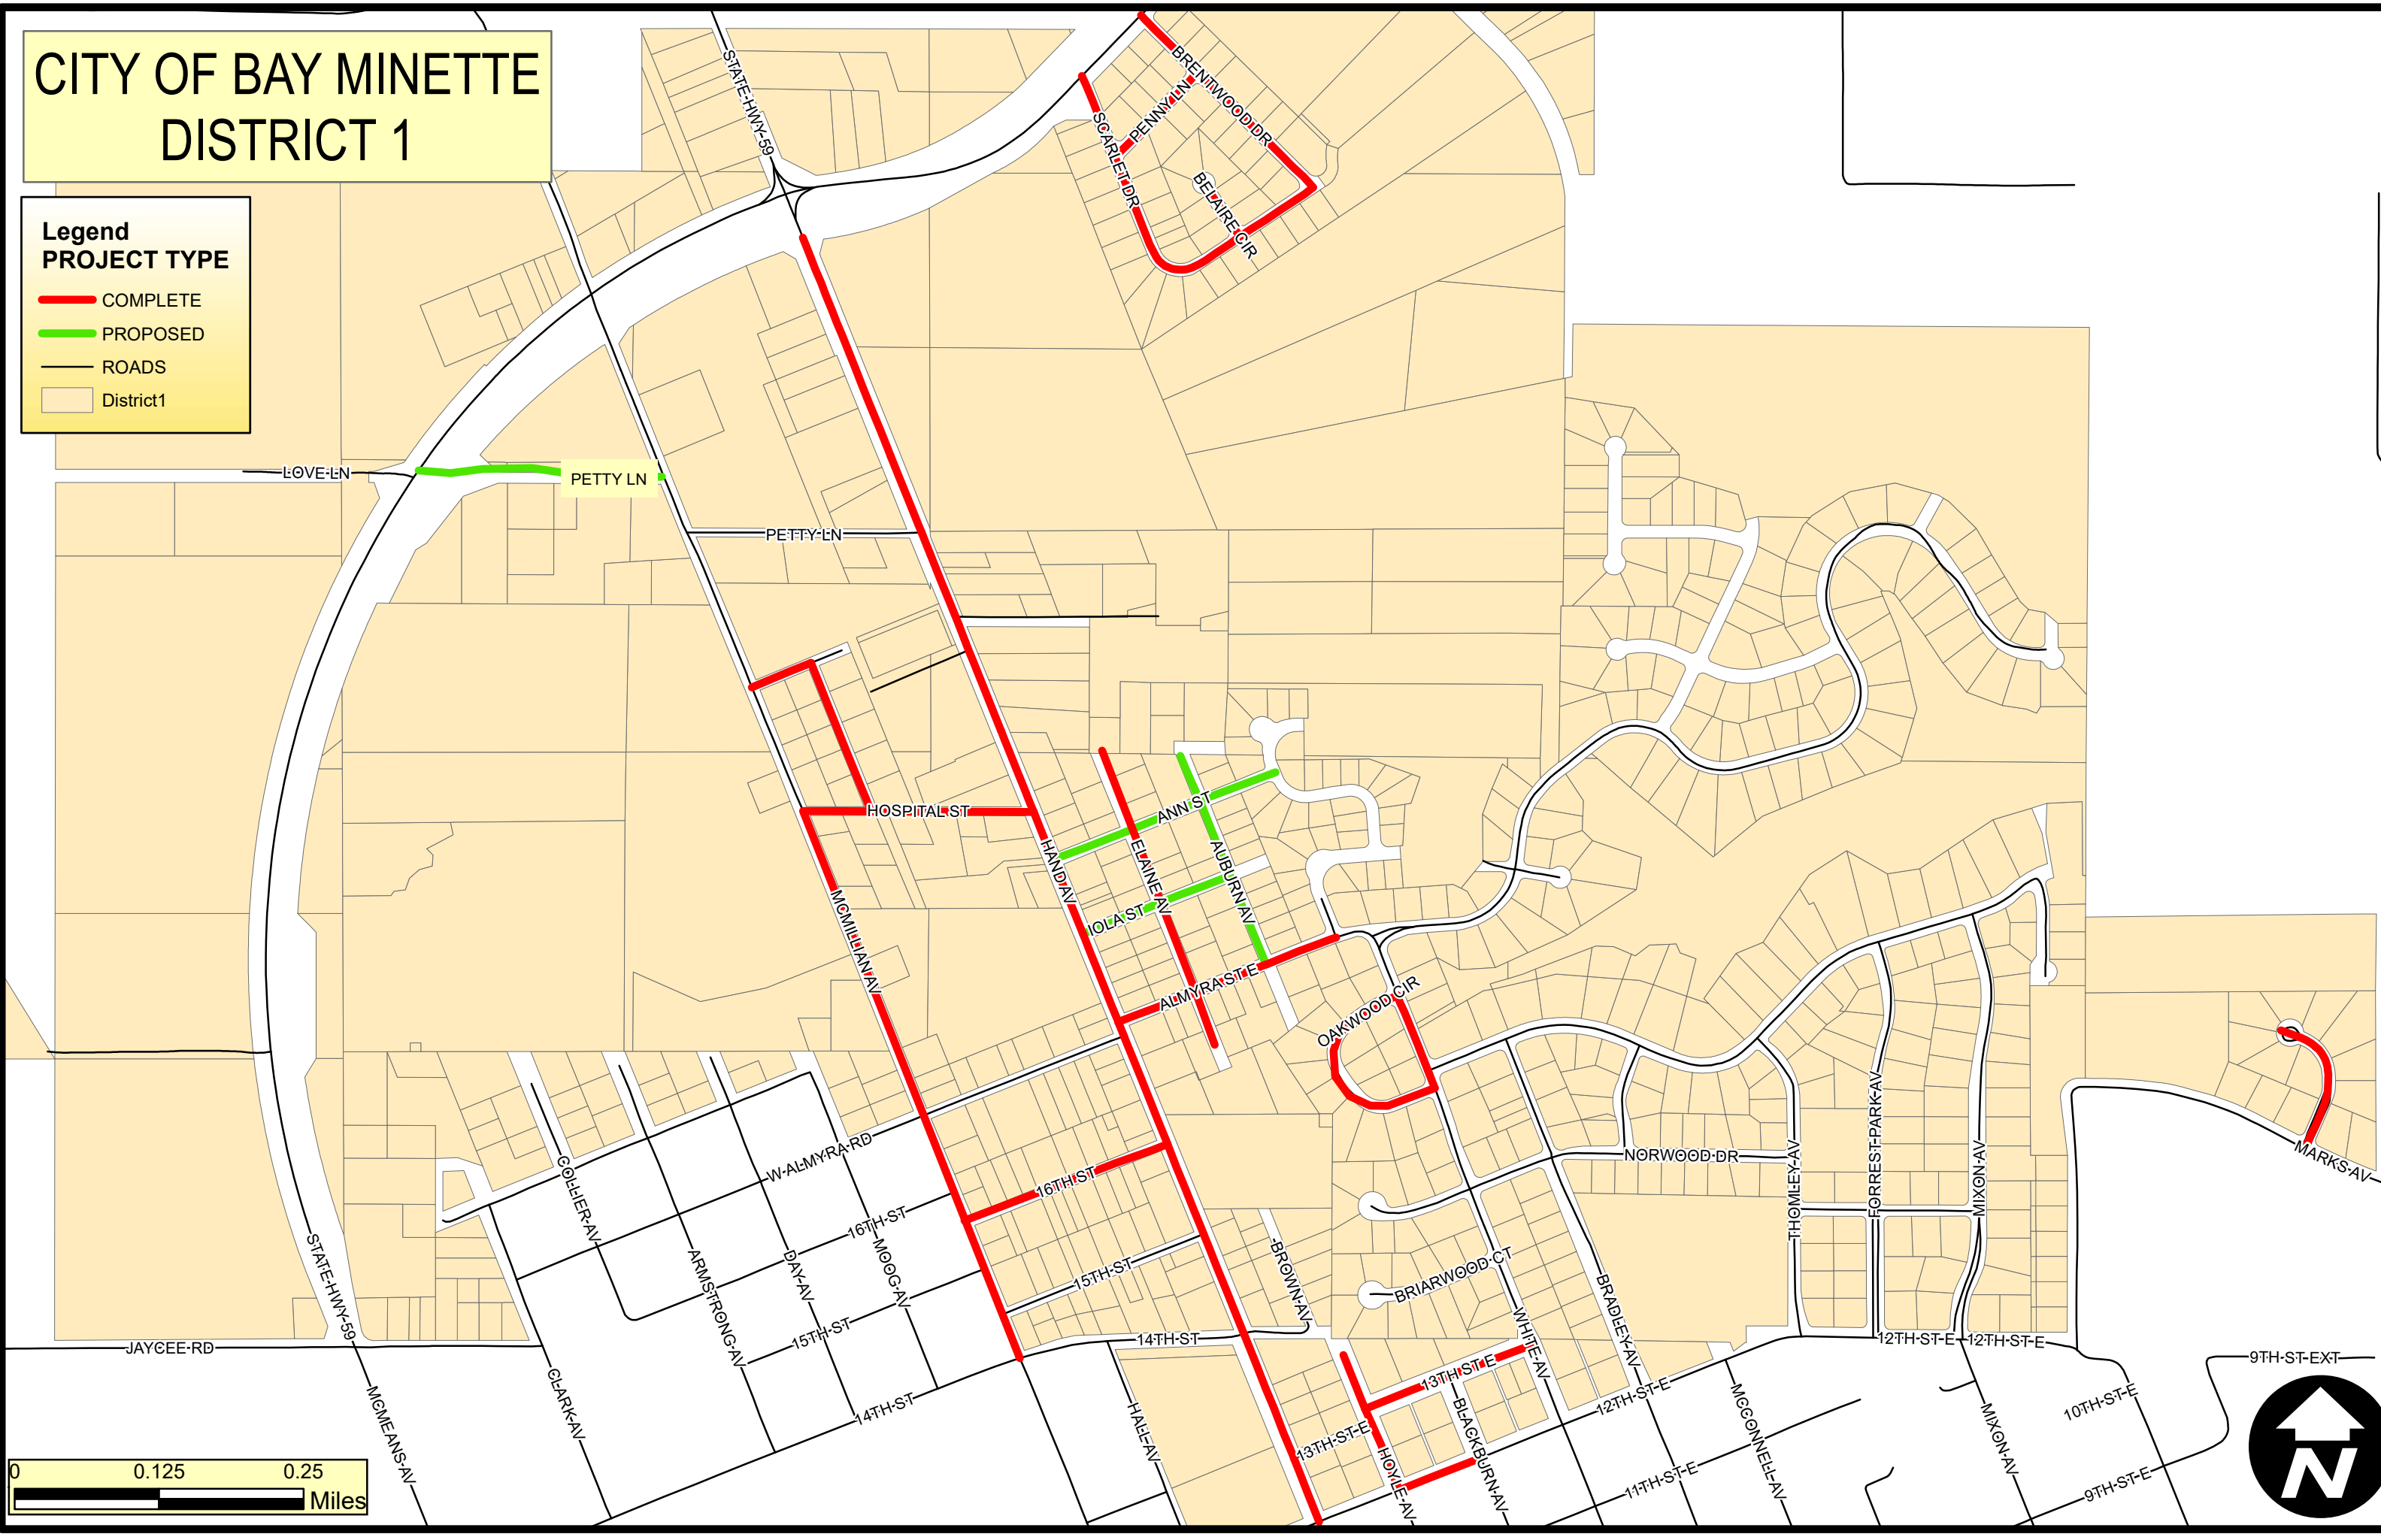 CITY OF BAY MINETTE
DISTRICT 1
Legend
PROJECT TYPE
COMPLETE
PROPOSED
ROADS
District1
STATE HWY 59
BRENTWOOD DR
PENNY LN
SCARLET DR
BELAIRE CIR
LOVE LN
PETTY LN
PETTY LN
HOSPITAL ST
ANN ST
HAND AV
ELAINE AV
AUBURN AV
IOLA ST
MCMILLIAN AV
ALMYRA ST E
OAKWOOD CIR
W ALMYRA RD
COLLIER AV
16TH ST
16TH ST
NORWOOD DR
THOMLEY AV
FORREST PARK AV
MIXON AV
MARKS AV
STATE HWY 59
ARMSTRONG AV
DAY AV
MOOG AV
15TH ST
15TH ST
BROWN AV
BRIARWOOD CT
WHITE AV
BRADLEY AV
JAYCEE RD
14TH ST
12TH ST E
12TH ST E
9TH ST EXT
MCMEANS AV
CLARK AV
14TH ST
HALL AV
13TH ST E
13TH ST E
HOYLE AV
BLACKBURN AV
12TH ST E
MCCONNELL AV
11TH ST E
MIXON AV
10TH ST E
9TH ST E
0 0.125 0.25
Miles
N